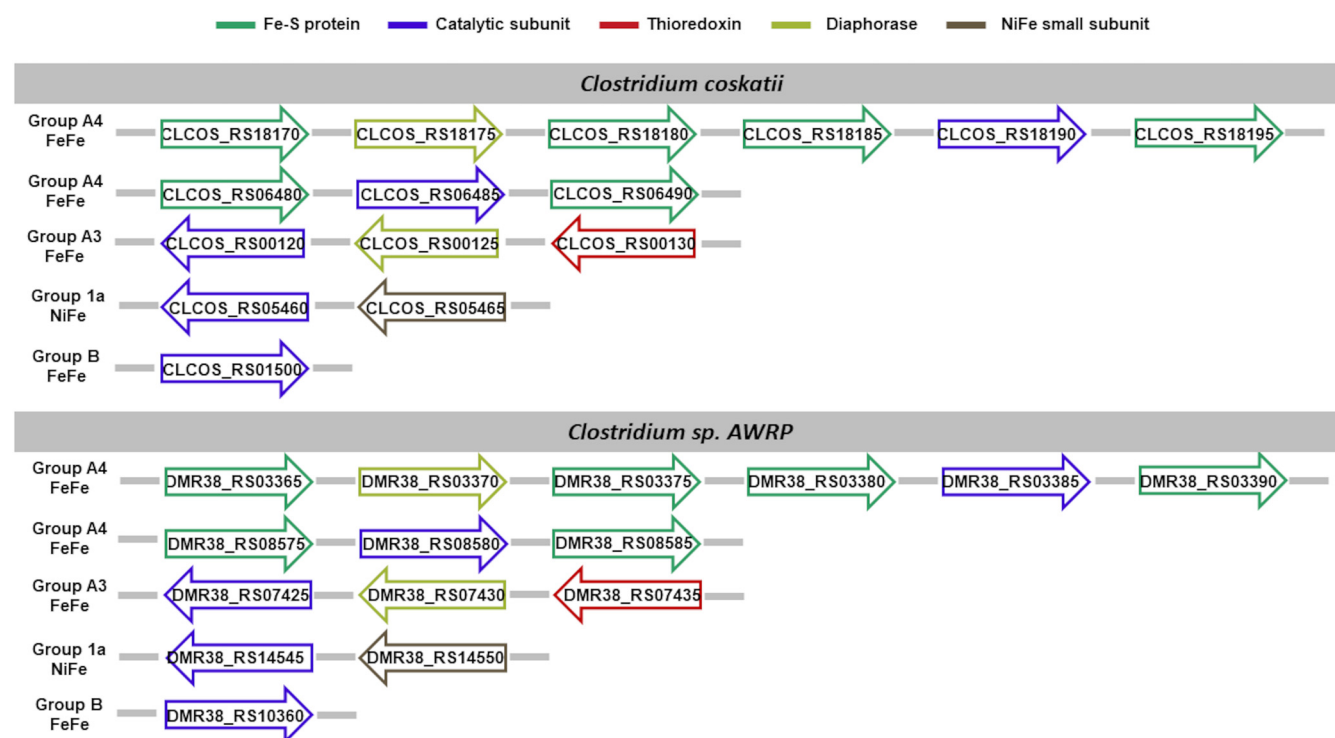 Fe-S protein Catalytic subunit Thioredoxin Diaphorase NiFe small subunit
Clostridium coskatii
Group A4
FeFe
CLCOS_RS18170 CLCOS_RS18175 CLCOS_RS18180 CLCOS_RS18185 CLCOS_RS18190 CLCOS_RS18195
Group A4
FeFe
CLCOS_RS06480 CLCOS_RS06485 CLCOS_RS06490
Group A3
FeFe
CLCOS_RS00120 CLCOS_RS00125 CLCOS_RS00130
Group 1a
NiFe
CLCOS_RS05460 CLCOS_RS05465
Group B
FeFe
CLCOS_RS01500
Clostridium sp. AWRP
Group A4
FeFe
DMR38_RS03365 DMR38_RS03370 DMR38_RS03375 DMR38_RS03380 DMR38_RS03385 DMR38_RS03390
Group A4
FeFe
DMR38_RS08575 DMR38_RS08580 DMR38_RS08585
Group A3
FeFe
DMR38_RS07425 DMR38_RS07430 DMR38_RS07435
Group 1a
NiFe
DMR38_RS14545 DMR38_RS14550
Group B
FeFe
DMR38_RS10360